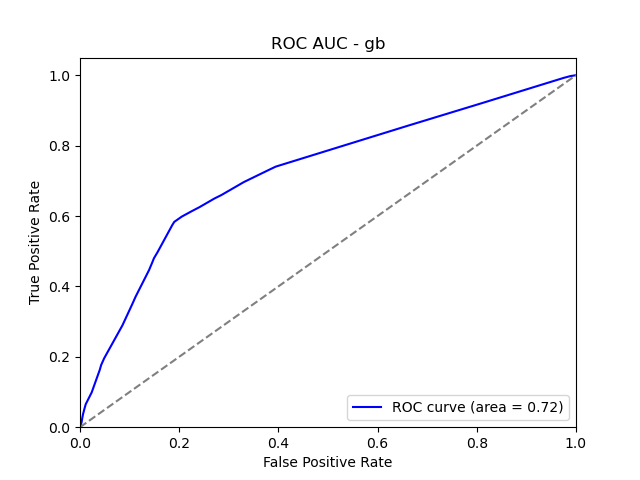 ROC AUC - gb
True Positive Rate
1.0
0.8
0.6
0.4
0.2
0.0
ROC curve (area = 0.72)
0.0 0.2 0.4 0.6 0.8 1.0
False Positive Rate